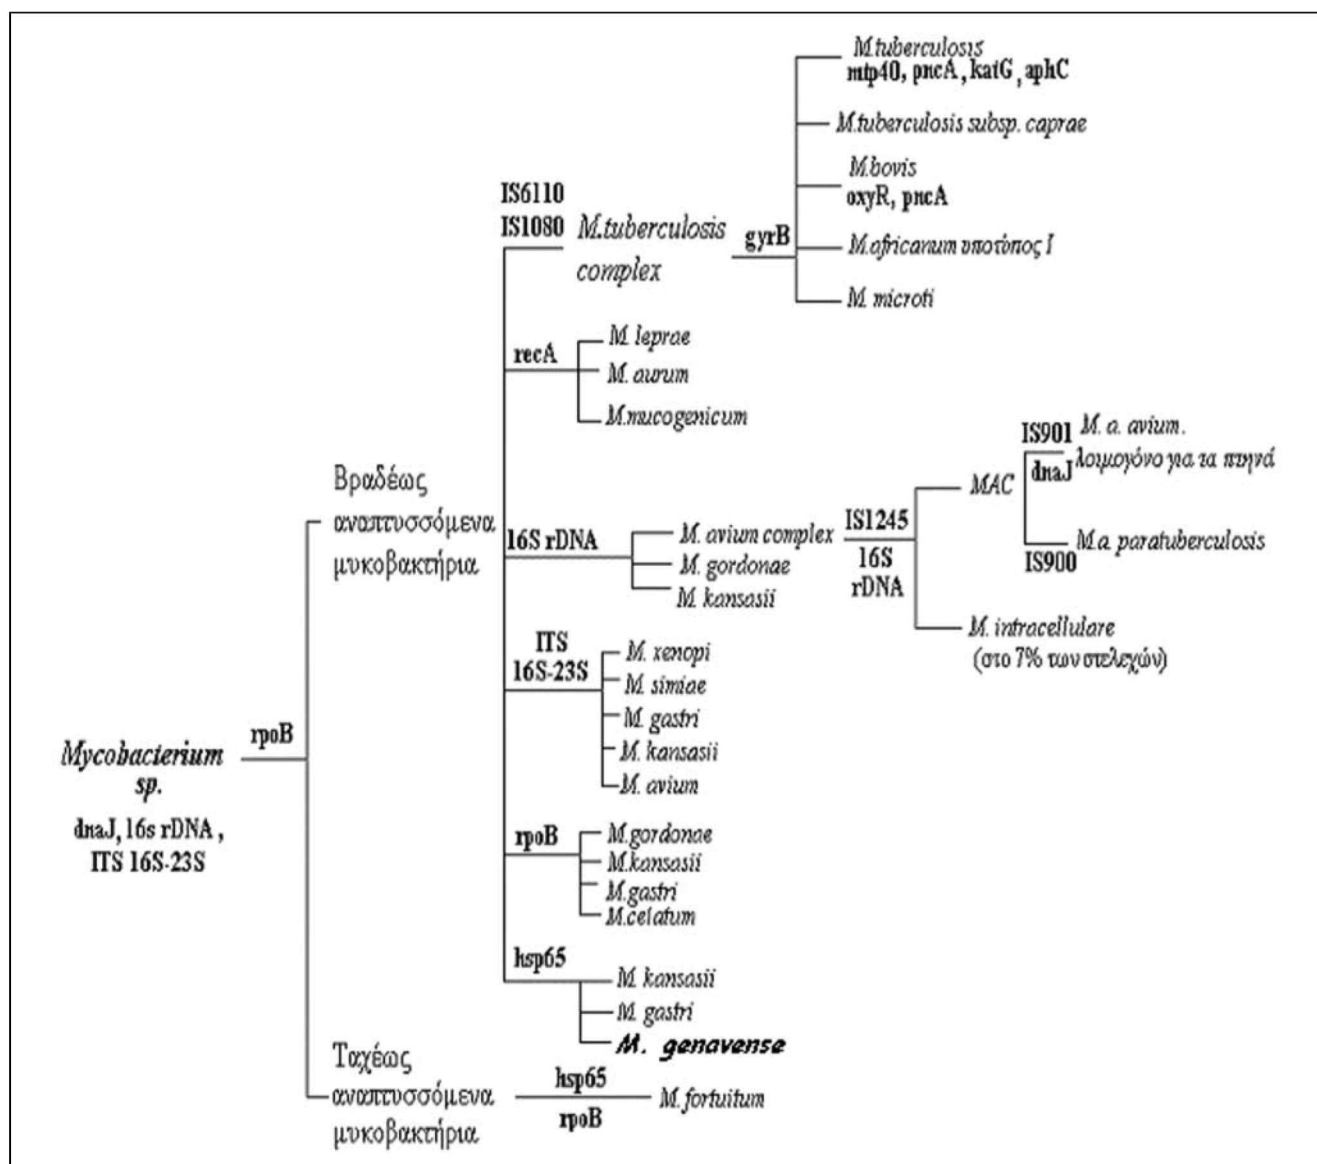 M.tuberculosis
mtp40, pncA, katG, aphC
M.tuberculosis subsp. caprae
M.bovis
oxyR, pncA
M.africanum υποτύπος I
M. microti
gyrB
IS6110
IS1080
M.tuberculosis
complex
recA
M. leprae
M. aurum
M.mucogenicum
Βραδέως
αναπτυσσόμενα
μυκοβακτήρια
16S rDNA
M. avium complex
M. gordonae
M. kansasii
IS1245
16S
rDNA
MAC
IS901
dnaJ
M. a. avium.
λοιμογόνο για τα πτηνά
IS900
M.a. paratuberculosis
M. intracellulare
(στο 7% των στελεχών)
ITS
16S-23S
M. xenopi
M. simiae
M. gastri
M. kansasii
M. avium
Mycobacterium
sp.
dnaJ, 16s rDNA ,
ITS 16S-23S
rpoB
rpoB
M.gordonae
M.kansasii
M.gastri
M.celatum
hsp65
M. kansasii
M. gastri
M. genavense
Ταχέως
αναπτυσσόμενα
μυκοβακτήρια
hsp65
rpoB
M. fortuitum